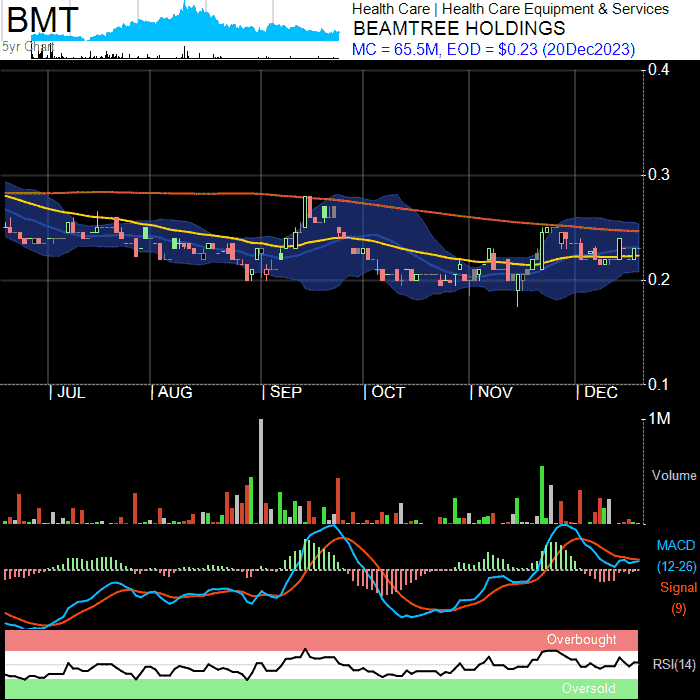 BMT
5yr Chart
Health Care | Health Care Equipment & Services
BEAMTREE HOLDINGS
MC = 65.5M, EOD = $0.23 (20Dec2023)
0.4
0.3
0.2
0.1
| JUL | AUG | SEP | OCT | NOV | DEC
1M
Volume
MACD
(12-26)
Signal
(9)
Overbought
RSI(14)
Oversold